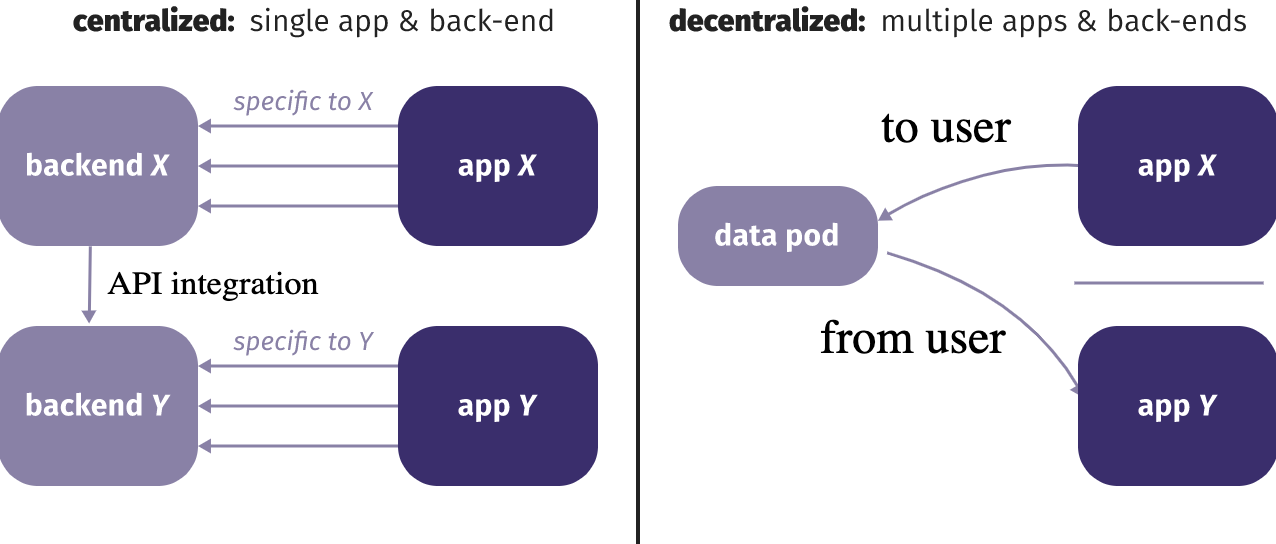 centralized: single app & back-end
specific to X
backend X
app X
API integration
specific to Y
backend Y
app Y
decentralized: multiple apps & back-ends
to user
app X
data pod
from user
app Y